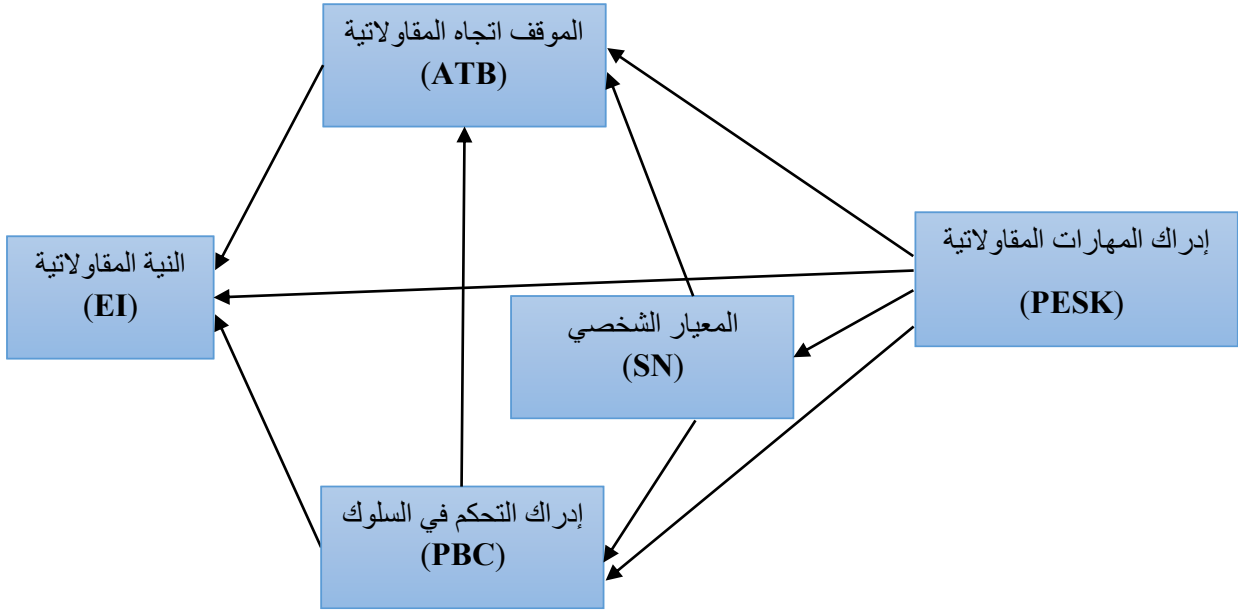 الموقف اتجاه المقاولاتية
(ATB)
إدراك المهارات المقاولاتية
(PESK)
النية المقاولاتية
(EI)
المعيار الشخصي
(SN)
إدراك التحكم في السلوك
(PBC)